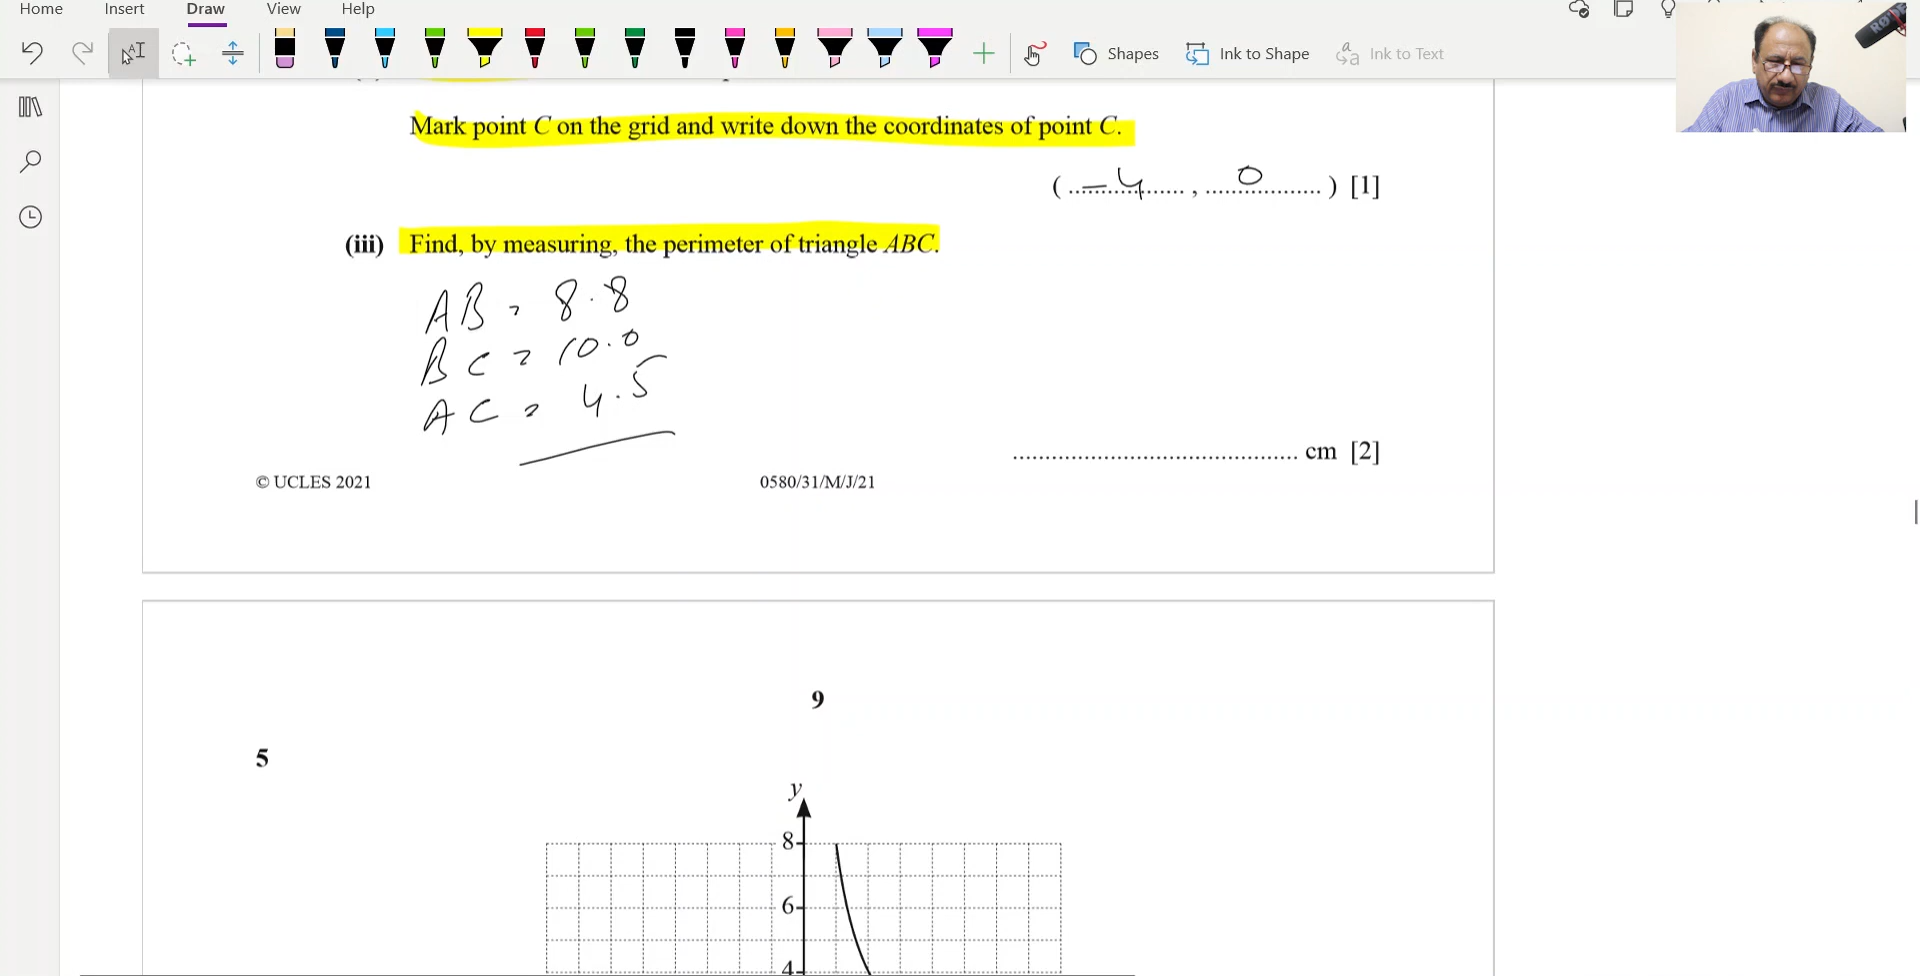 Home Insert Draw View Help
Shapes Ink to Shape Ink to Text
Mark point C on the grid and write down the coordinates of point C.
( ... -4 ... , ... 0 ... ) [1]
(iii) Find, by measuring, the perimeter of triangle ABC.
AB = 8.8
BC = 10.0
AC = 4.5
............................................ cm [2]
© UCLES 2021 0580/31/M/J/21
9
5
y
8
6
4